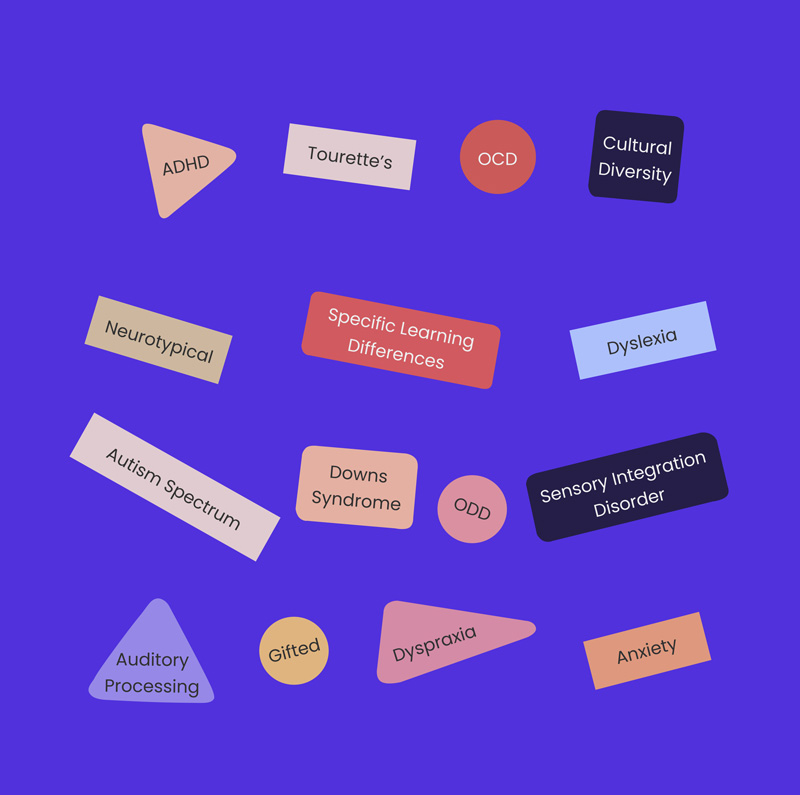 ADHD
Tourette’s
OCD
Cultural
Diversity
Neurotypical
Specific Learning
Differences
Dyslexia
Autism Spectrum
Downs
Syndrome
ODD
Sensory Integration
Disorder
Auditory
Processing
Gifted
Dyspraxia
Anxiety